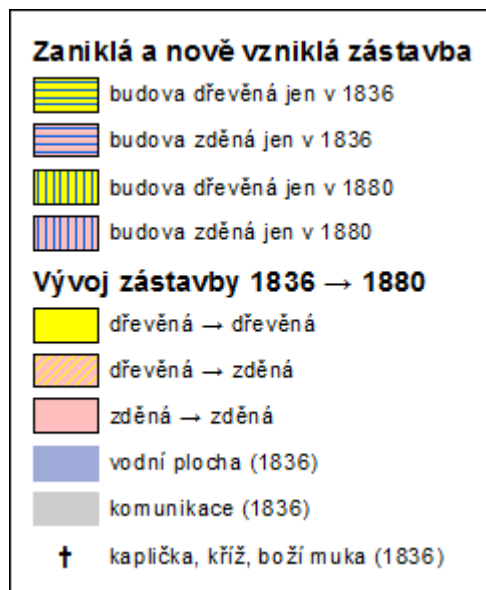 Zaniklá a nově vzniklá zástavba
budova dřevěná jen v 1836
budova zděná jen v 1836
budova dřevěná jen v 1880
budova zděná jen v 1880
Vývoj zástavby 1836 → 1880
dřevěná → dřevěná
dřevěná → zděná
zděná → zděná
vodní plocha (1836)
komunikace (1836)
kaplička, kříž, boží muka (1836)